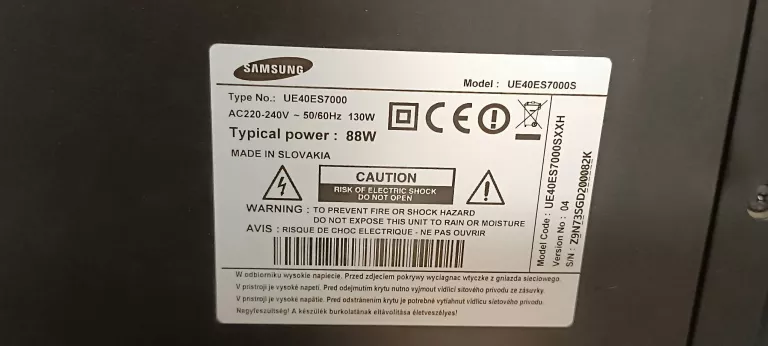 SAMSUNG
Model : UE40ES7000S
Type No.: UE40ES7000
AC220-240V ~ 50/60Hz 130W
Typical power : 88W
MADE IN SLOVAKIA
CAUTION
RISK OF ELECTRIC SHOCK
DO NOT OPEN
WARNING : TO PREVENT FIRE OR SHOCK HAZARD
DO NOT EXPOSE THIS UNIT TO RAIN OR MOISTURE
AVIS : RISQUE DE CHOC ELECTRIQUE - NE PAS OUVRIR
Model Code : UE40ES7000SXXH
Version No : 04
S/N : Z9N73SGD200082K
W odbiorniku wysokie napiecie. Przed zdjeciem pokrywy wyciagnac wtyczke z gniazda sieciowego.
V prístroji je vysoké napetí. Pred odejmutím krytu nutno vyjmout vidlici síťového prívodu ze zásuvky.
V prístroji je vysoké napätie. Pred odstránením krytu je potrebné vytiahnut vidlicu sieťového prívodu.
Nagyfeszultség! A készülék burkolatának eltávolítása életveszélyes!